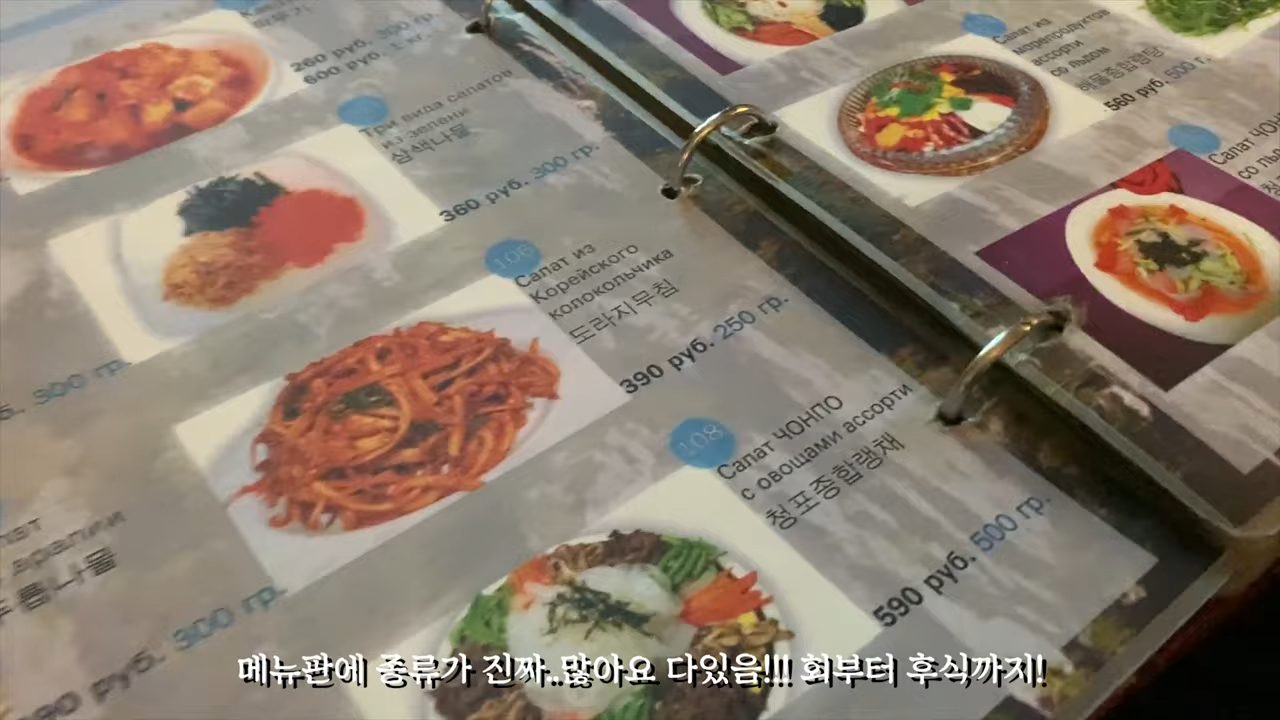 260 руб. 300 гр.
600 руб. 1 кг.
Три вида салатов
из зелени
삼색나물
360 руб. 300 гр.
300 гр.
106
Салат из
Корейского
колокольчика
도라지무침
390 руб. 250 гр.
108
Салат ЧОНПО
с овощами ассорти
청포종합랭채
590 руб. 500 гр.
300 гр.
Салат из
морепродуктов
ассорти
со льдом
560 руб. 500 г.
Салат
со
메뉴판에 종류가 진짜..많아요 다있음!!! 회부터 후식까지!